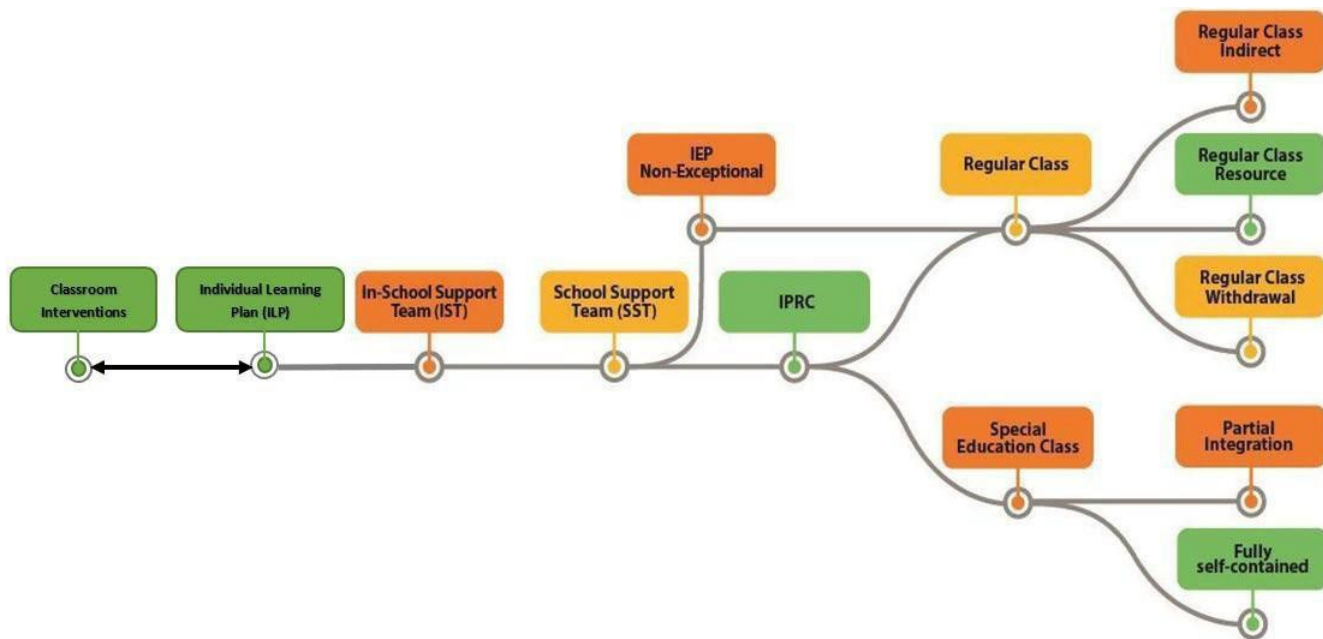 Regular Class
Indirect
IEP
Non-Exceptional
Regular Class
Regular Class
Resource
Classroom
Interventions
Individual Learning
Plan (ILP)
In-School Support
Team (IST)
School Support
Team (SST)
IPRC
Regular Class
Withdrawal
Special
Education Class
Partial
Integration
Fully
self-contained